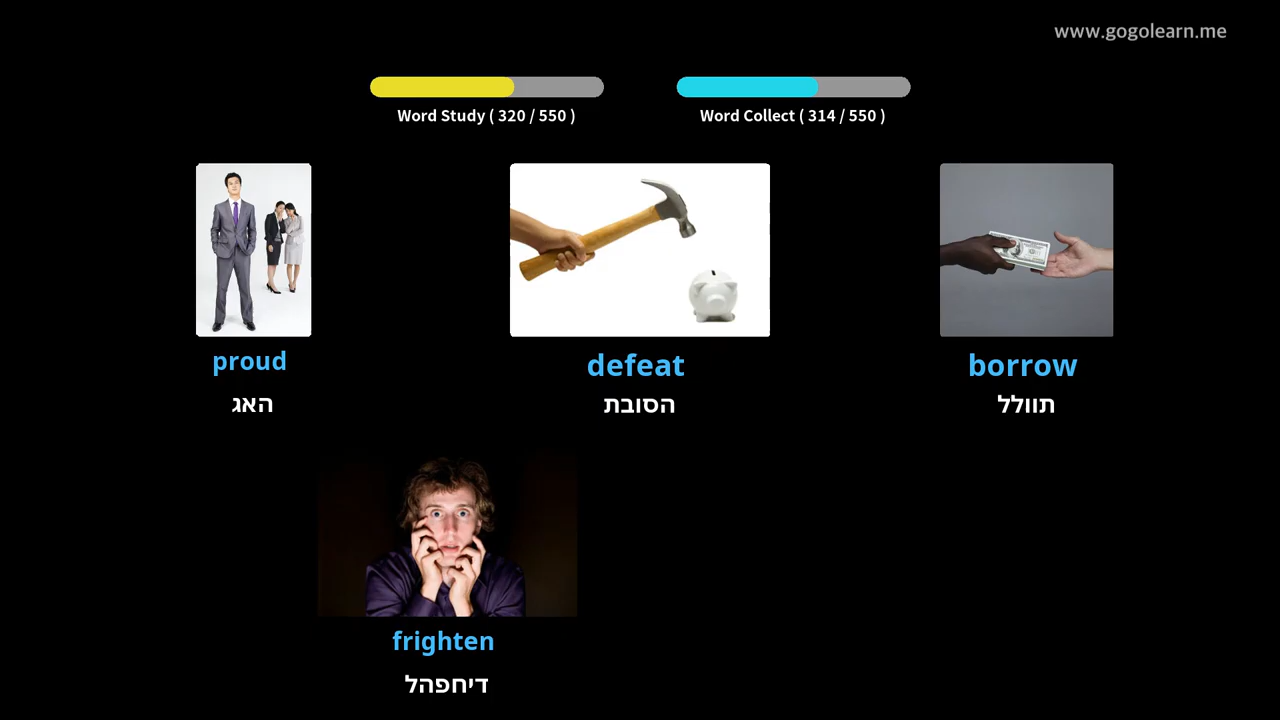 www.gogolearn.me
Word Study ( 320 / 550 )
Word Collect ( 314 / 550 )
proud
האג
defeat
הסובת
borrow
תוולל
frighten
דיחפהל